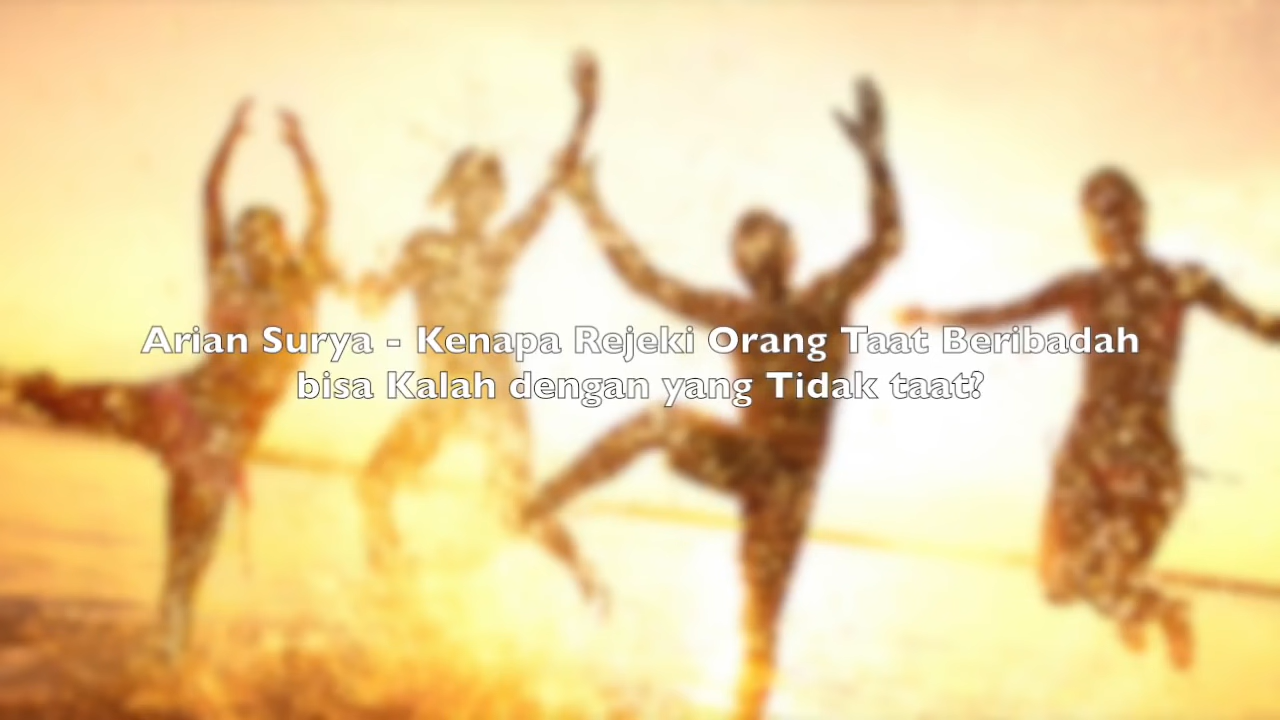 Arian Surya - Kenapa Rejeki Orang Taat Beribadah
bisa Kalah dengan yang Tidak taat?